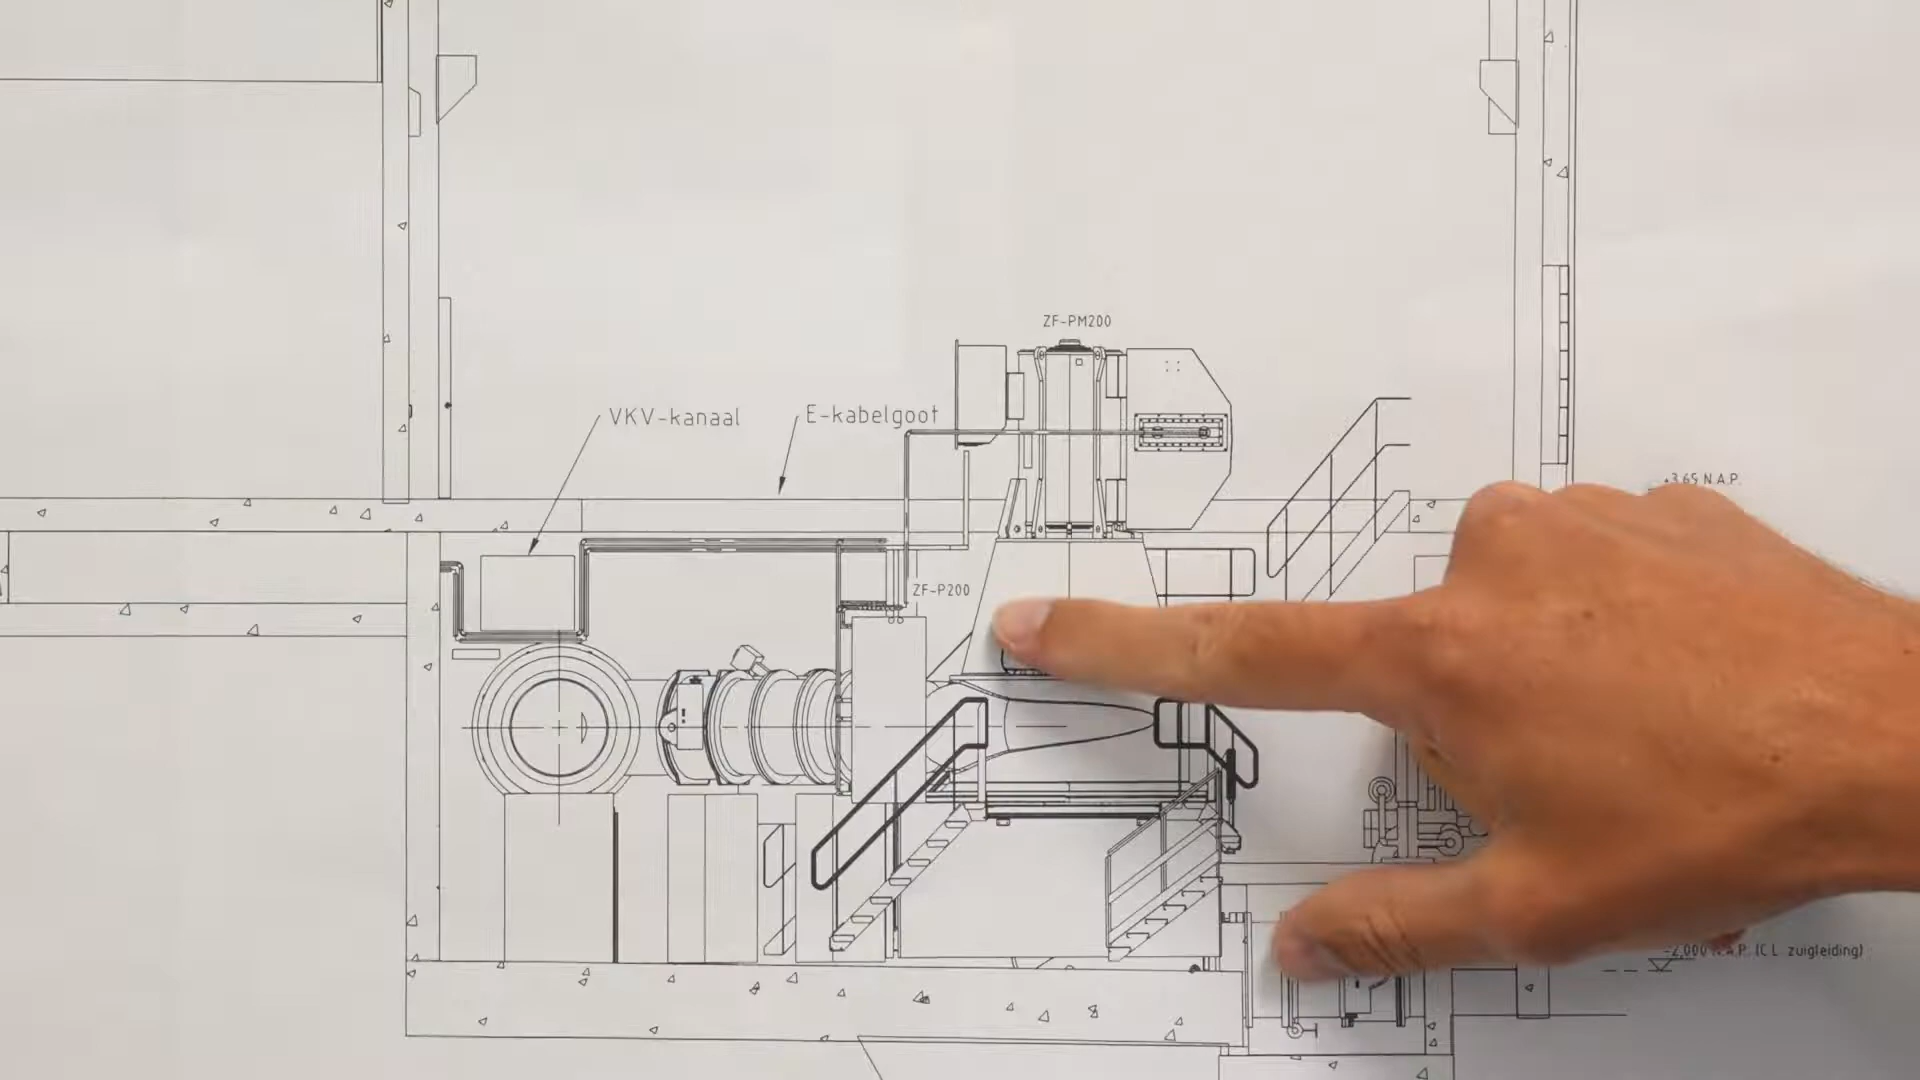 ZF-PM200
VKV-kanaal
E-kabelgoot
+3.65 N.A.P.
ZF-P200
-2.000 N.A.P. (C L zuigleiding)